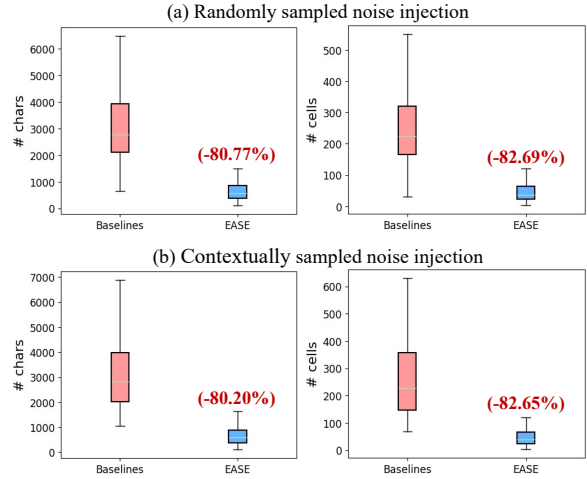 (a) Randomly sampled noise injection
# chars
6000
5000
4000
3000
2000
1000
0
(-80.77%)
Baselines
EASE
# cells
500
400
300
200
100
0
(-82.69%)
Baselines
EASE
(b) Contextually sampled noise injection
# chars
7000
6000
5000
4000
3000
2000
1000
0
(-80.20%)
Baselines
EASE
# cells
600
500
400
300
200
100
0
(-82.65%)
Baselines
EASE